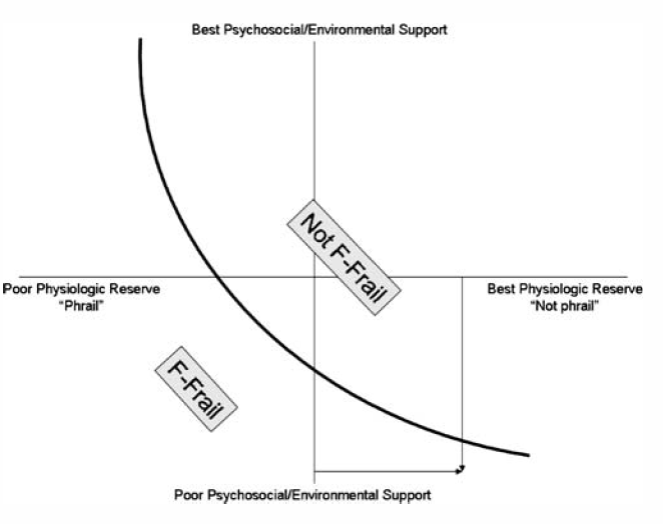 Best Psychosocial/Environmental Support
Not F-Frail
Poor Physiologic Reserve
“Phrail”
Best Physiologic Reserve
“Not phrail”
F-Frail
Poor Psychosocial/Environmental Support